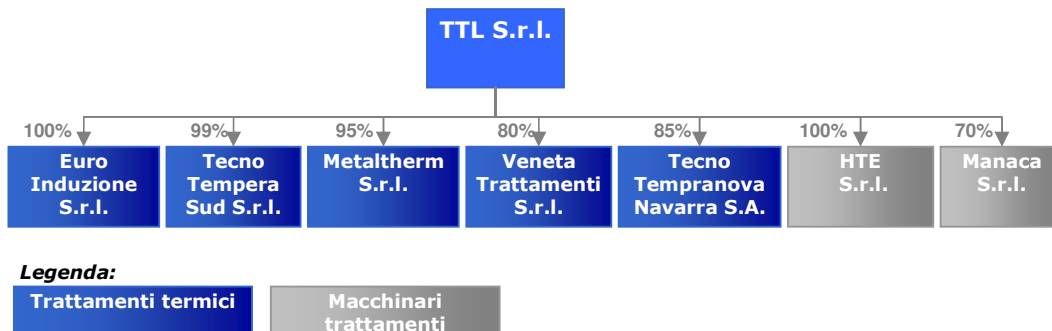 TTL S.r.l.
100% 99% 95% 80% 85% 100% 70%
Euro
Induzione
S.r.l.
Tecno
Tempera
Sud S.r.l.
Metaltherm
S.r.l.
Veneta
Trattamenti
S.r.l.
Tecno
Tempranova
Navarra S.A.
HTE
S.r.l.
Manaca
S.r.l.
Legenda:
Trattamenti termici
Macchinari
trattamenti